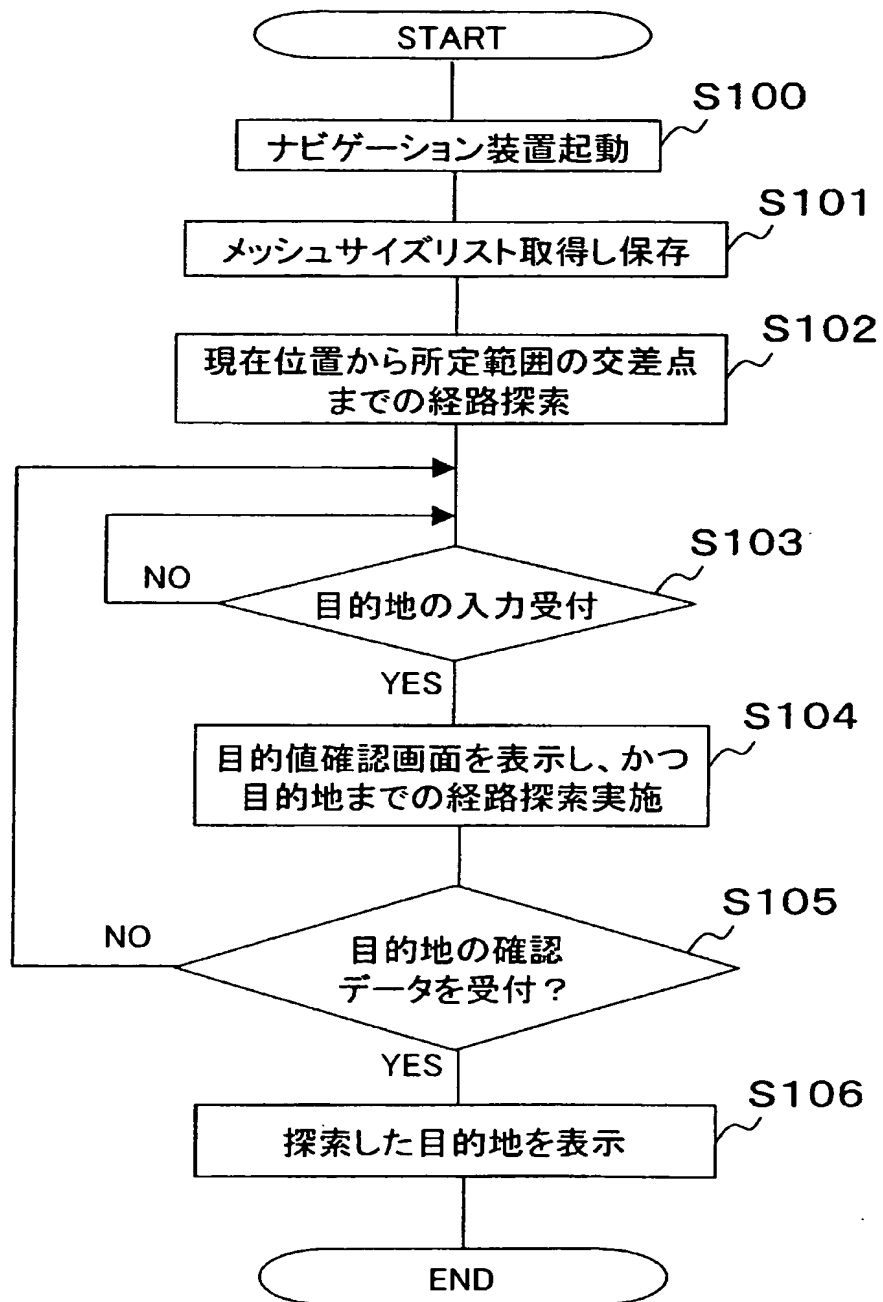 START
S100
ナビゲーション装置起動
S101
メッシュサイズリスト取得し保存
S102
現在位置から所定範囲の交差点
までの経路探索
S103
NO
目的地の入力受付
YES
S104
目的値確認画面を表示し、かつ
目的地までの経路探索実施
S105
NO
目的地の確認
データを受付？
YES
S106
探索した目的地を表示
END